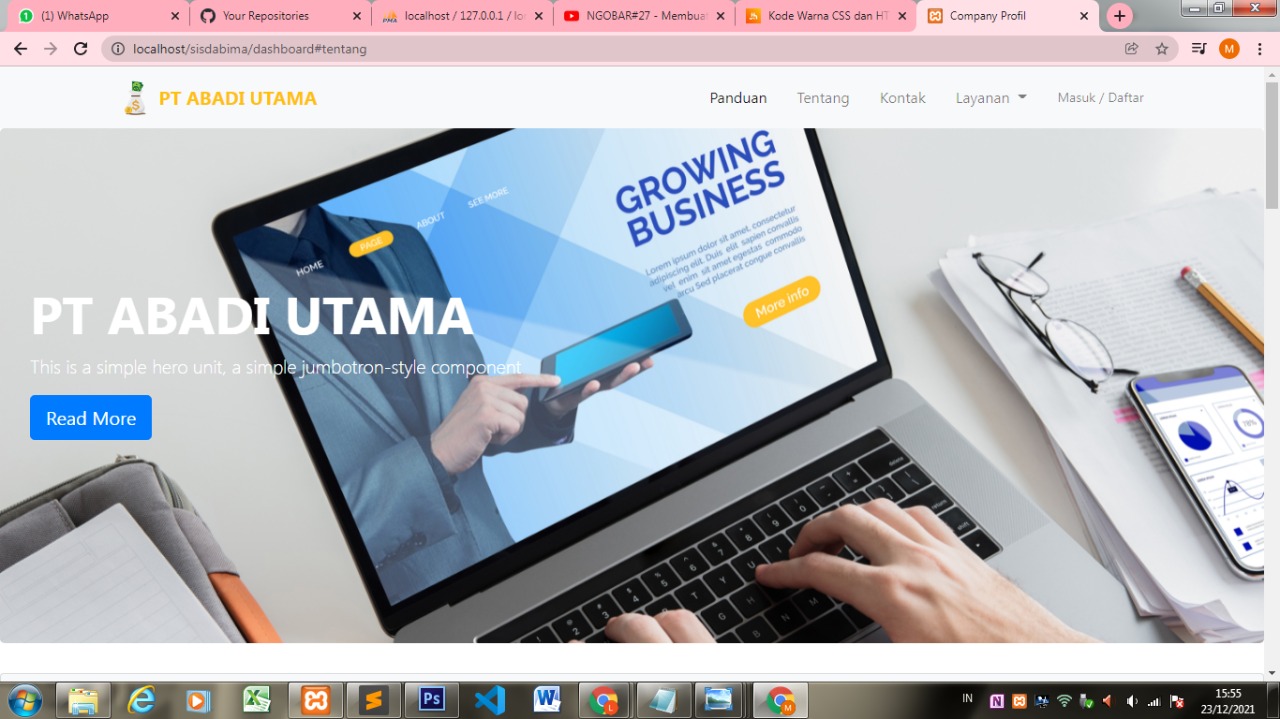 (1) WhatsApp
Your Repositories
localhost / 127.0.0.1 / lo
NGOBAR#27 - Membua
Kode Warna CSS dan HT
Company Profil
localhost/sisdabima/dashboard#tentang
M
PT ABADI UTAMA
Panduan
Tentang
Kontak
Layanan
Masuk / Daftar
HOME
PAGE
ABOUT
SEE MORE
GROWING
BUSINESS
Lorem ipsum dolor sit amet, consectetur
adipiscing elit. Duis elit sapien convallis
vel enim sit amet egestas commodo
arcu Sed placerat congue convallis
More info
PT ABADI UTAMA
This is a simple hero unit, a simple jumbotron-style component
Read More
IN
15:55
23/12/2021